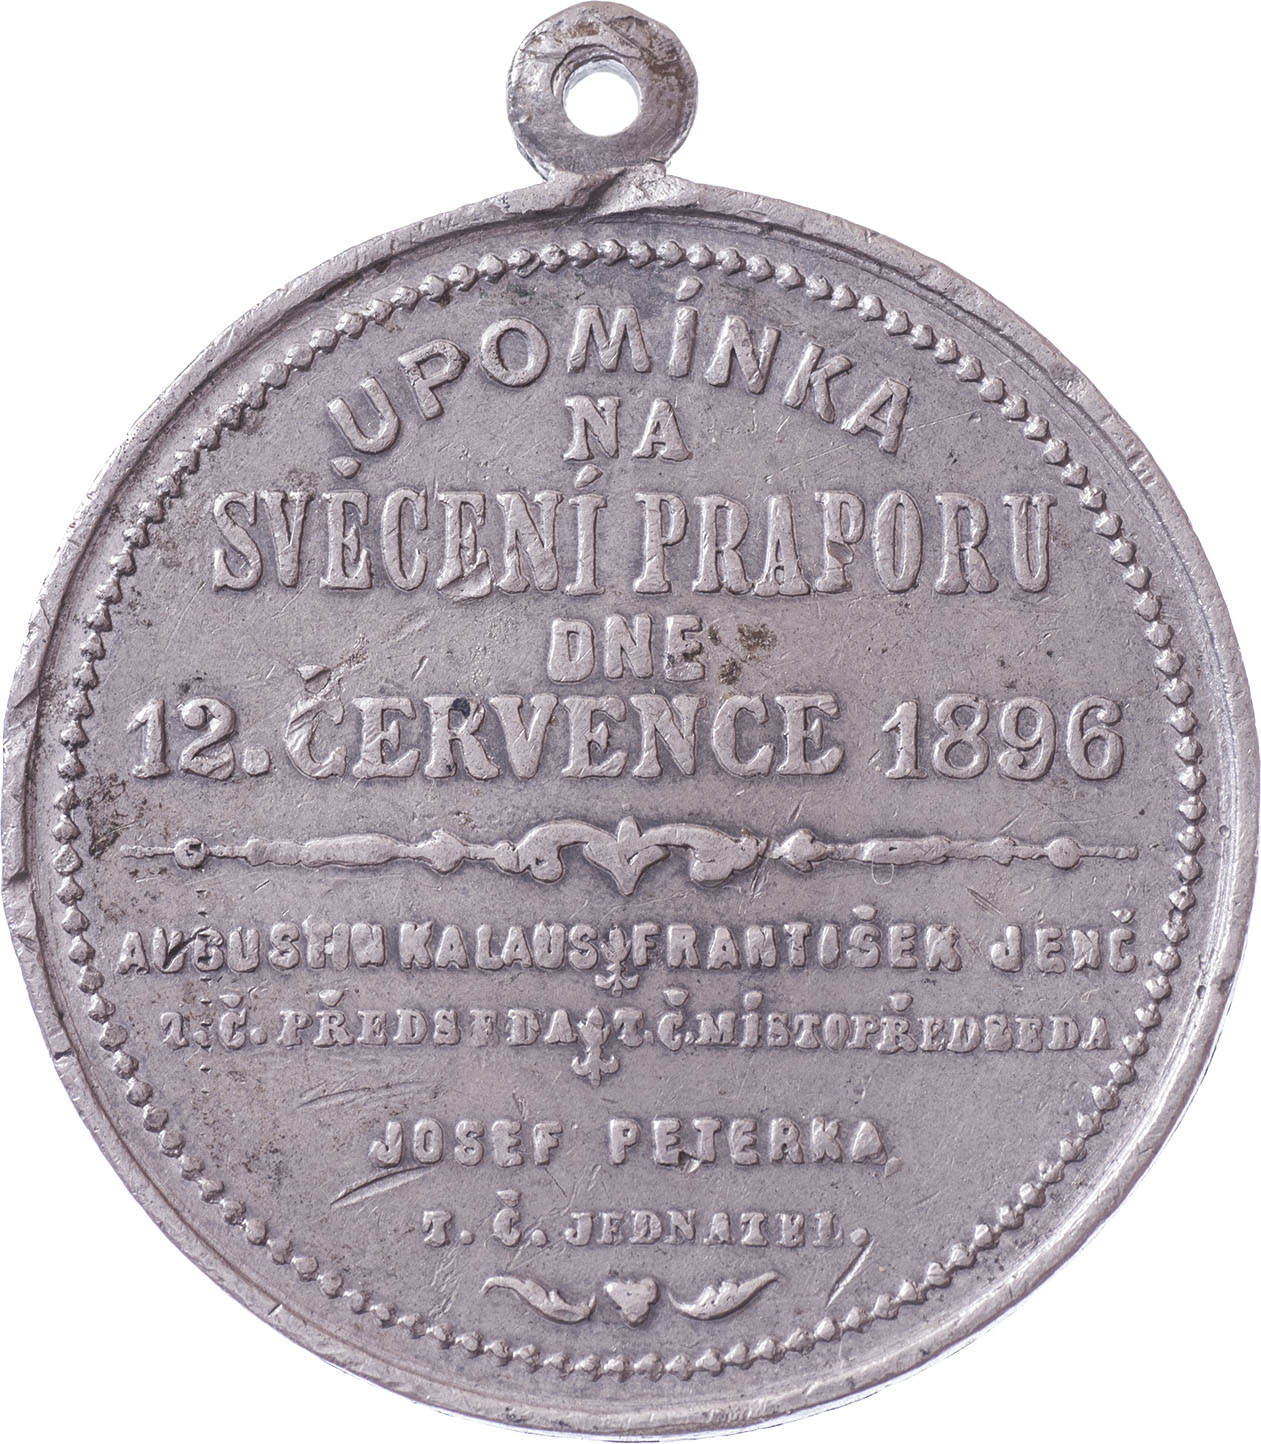 UPOMÍNKA
NA
SVĚCENÍ PRAPORU
DNE
12. ČERVENCE 1896
AUGUSTIN KALAUS FRANTIŠEK JENČ
T. Č. PŘEDSEDA T. Č. MÍSTOPŘEDSEDA
JOSEF PETERKA
T. Č. JEDNATEL.